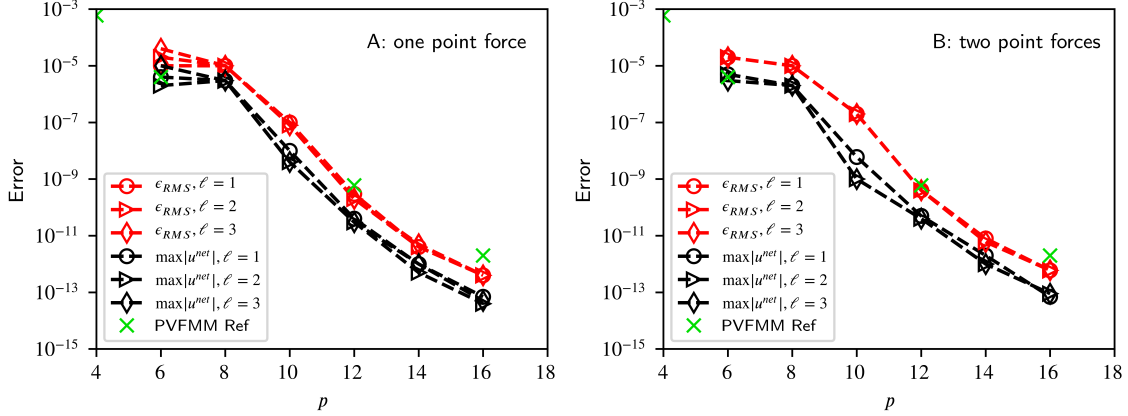 10⁻³
10⁻⁵
10⁻⁷
10⁻⁹
10⁻¹¹
10⁻¹³
10⁻¹⁵
Error
A: one point force
ϵ_RMS, ℓ = 1
ϵ_RMS, ℓ = 2
ϵ_RMS, ℓ = 3
max|u^net|, ℓ = 1
max|u^net|, ℓ = 2
max|u^net|, ℓ = 3
PVFMM Ref
4 6 8 10 12 14 16 18
p
10⁻³
10⁻⁵
10⁻⁷
10⁻⁹
10⁻¹¹
10⁻¹³
10⁻¹⁵
Error
B: two point forces
ϵ_RMS, ℓ = 1
ϵ_RMS, ℓ = 2
ϵ_RMS, ℓ = 3
max|u^net|, ℓ = 1
max|u^net|, ℓ = 2
max|u^net|, ℓ = 3
PVFMM Ref
4 6 8 10 12 14 16 18
p